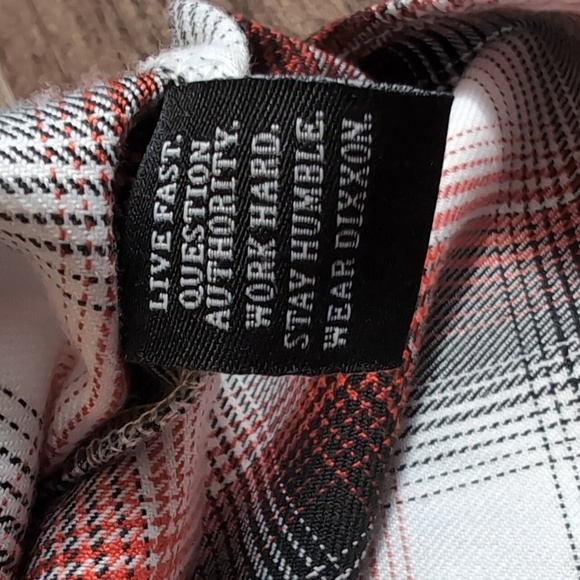 LIVE FAST.
QUESTION
AUTHORITY.
WORK HARD.
STAY HUMBLE.
WEAR DIXXON.